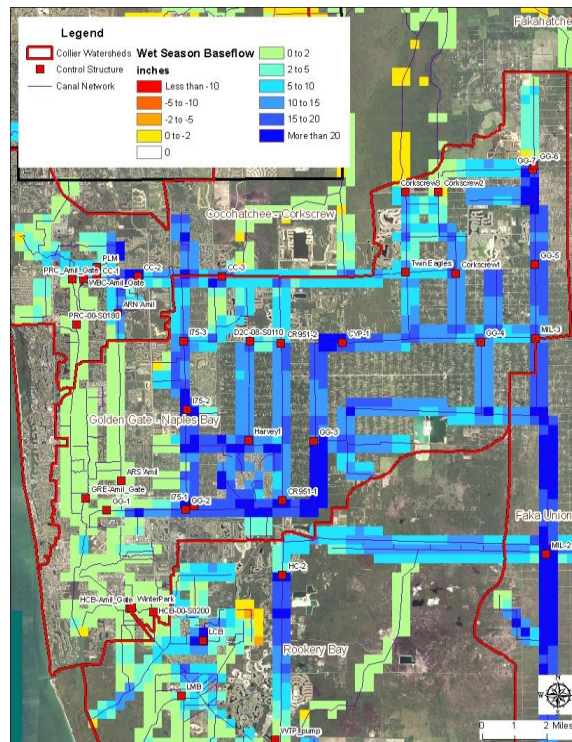 Fakahatche
Legend
Collier Watersheds
Control Structure
Canal Network
Wet Season Baseflow
inches
Less than -10
-5 to -10
-2 to -5
0 to -2
0
0 to 2
2 to 5
5 to 10
10 to 15
15 to 20
More than 20
GG-6
GG-7
Corkscrew3
Corkscrew2
Cocohatchee - Corkscrew
PLM
PRC_Amil_Gate
CC-1
CC-2
CC-3
WBC-Amil_Gate
Twin Eagles
Corkscrew1
GG-5
ARN Amil
PRC-00-S0180
I75-3
D2C-08-S0110
CR951-2
CYP-1
GG-4
MIL-3
I75-2
Golden Gate - Naples Bay
Harvey1
GG-3
ARS Amil
GRE-Amil_Gate
GG-1
I75-1
GG-2
CR951-1
Faka Union
MIL-2
HC-2
HCB-Amil_Gate
WinterPark
HCB-00-S0200
LCB
Rookery Bay
LMB
WTP_pump
0 1 2 Miles